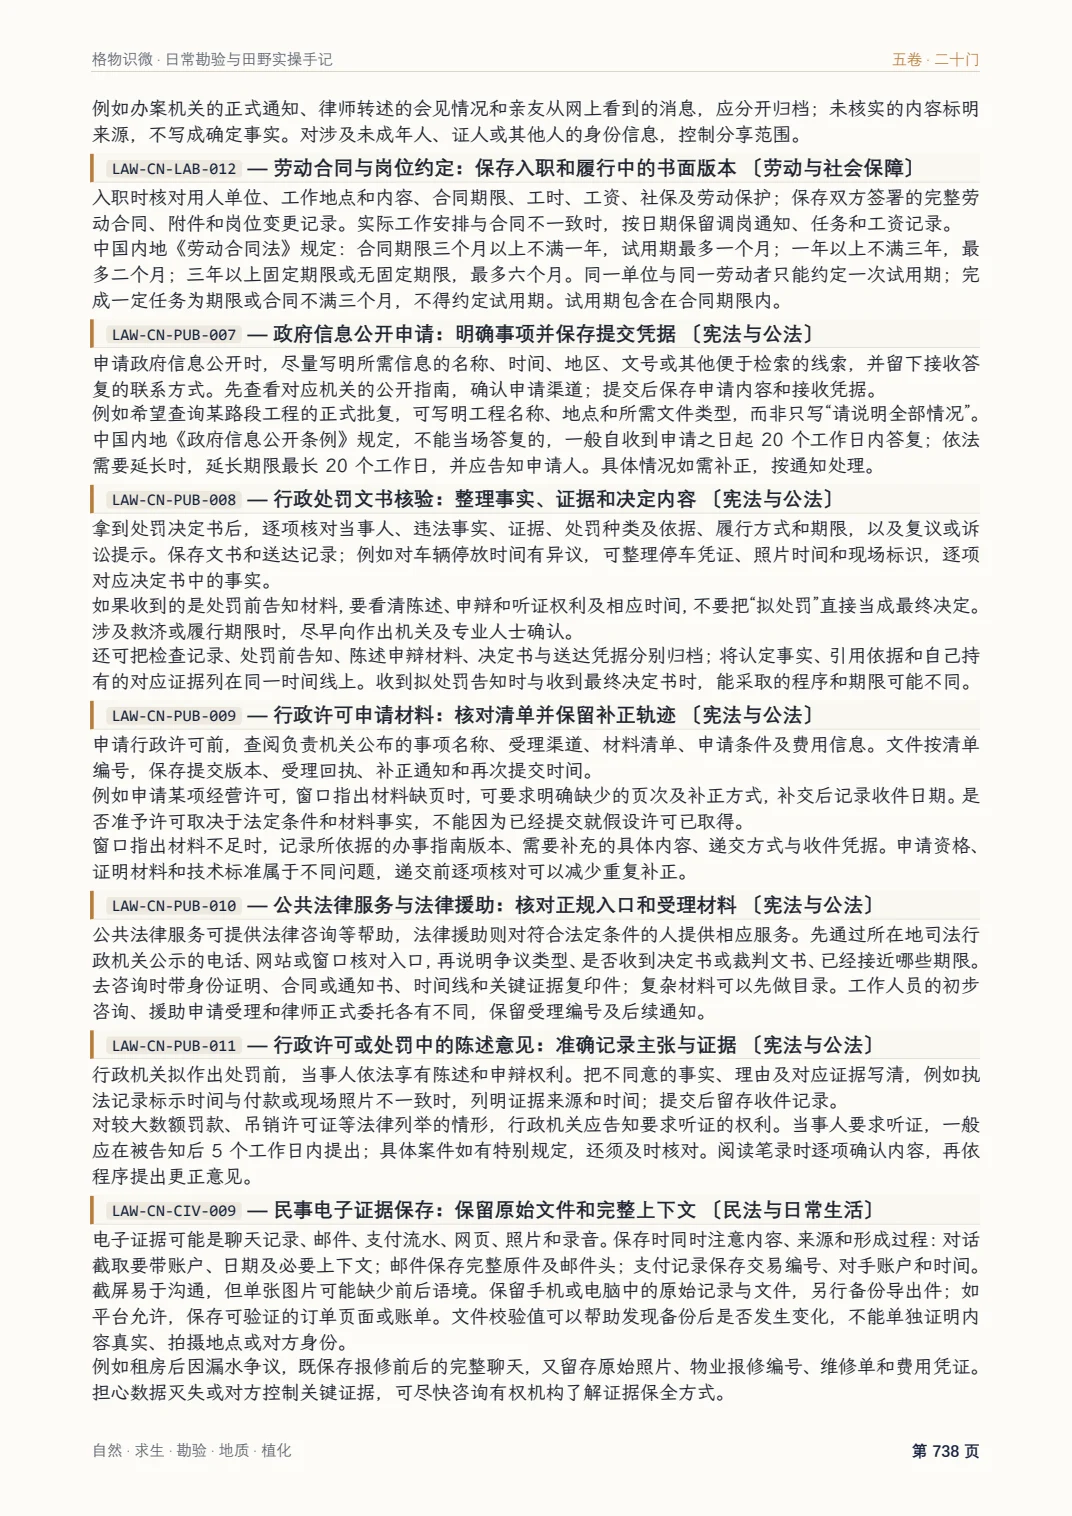 格物识微 · 日常勘验与田野实操手记
五卷 · 二十门
例如办案机关的正式通知、律师转述的会见情况和亲友从网上看到的消息，应分开归档；未核实的内容标明
来源，不写成确定事实。对涉及未成年人、证人或其他人的身份信息，控制分享范围。
LAW-CN-LAB-012 — 劳动合同与岗位约定：保存入职和履行中的书面版本 〔劳动与社会保障〕
入职时核对用人单位、工作地点和内容、合同期限、工时、工资、社保及劳动保护；保存双方签署的完整劳
动合同、附件和岗位变更记录。实际工作安排与合同不一致时，按日期保留调岗通知、任务和工资记录。
中国内地《劳动合同法》规定：合同期限三个月以上不满一年，试用期最多一个月；一年以上不满三年，最
多二个月；三年以上固定期限或无固定期限，最多六个月。同一单位与同一劳动者只能约定一次试用期；完
成一定任务为期限或合同不满三个月，不得约定试用期。试用期包含在合同期限内。
LAW-CN-PUB-007 — 政府信息公开申请：明确事项并保存提交凭据 〔宪法与公法〕
申请政府信息公开时，尽量写明所需信息的名称、时间、地区、文号或其他便于检索的线索，并留下接收答
复的联系方式。先查看对应机关的公开指南，确认申请渠道；提交后保存申请内容和接收凭据。
例如希望查询某路段工程的正式批复，可写明工程名称、地点和所需文件类型，而非只写“请说明全部情况”。
中国内地《政府信息公开条例》规定，不能当场答复的，一般自收到申请之日起 20 个工作日内答复；依法
需要延长时，延长期限最长 20 个工作日，并应告知申请人。具体情况如需补正，按通知处理。
LAW-CN-PUB-008 — 行政处罚文书核验：整理事实、证据和决定内容 〔宪法与公法〕
拿到处罚决定书后，逐项核对当事人、违法事实、证据、处罚种类及依据、履行方式和期限，以及复议或诉
讼提示。保存文书和送达记录；例如对车辆停放时间有异议，可整理停车凭证、照片时间和现场标识，逐项
对应决定书中的事实。
如果收到的是处罚前告知材料，要看清陈述、申辩和听证权利及相应时间，不要把“拟处罚”直接当成最终决定。
涉及救济或履行期限时，尽早向作出机关及专业人士确认。
还可把检查记录、处罚前告知、陈述申辩材料、决定书与送达凭据分别归档；将认定事实、引用依据和自己持
有的对应证据列在同一时间线上。收到拟处罚告知时与收到最终决定书时，能采取的程序和期限可能不同。
LAW-CN-PUB-009 — 行政许可申请材料：核对清单并保留补正轨迹 〔宪法与公法〕
申请行政许可前，查阅负责机关公布的事项名称、受理渠道、材料清单、申请条件及费用信息。文件按清单
编号，保存提交版本、受理回执、补正通知和再次提交时间。
例如申请某项经营许可，窗口指出材料缺页时，可要求明确缺少的页次及补正方式，补交后记录收件日期。是
否准予许可取决于法定条件和材料事实，不能因为已经提交就假设许可已取得。
窗口指出材料不足时，记录所依据的办事指南版本、需要补充的具体内容、递交方式与收件凭据。申请资格、
证明材料和技术标准属于不同问题，递交前逐项核对可以减少重复补正。
LAW-CN-PUB-010 — 公共法律服务与法律援助：核对正规入口和受理材料 〔宪法与公法〕
公共法律服务可提供法律咨询等帮助，法律援助则对符合法定条件的人提供相应服务。先通过所在地司法行
政机关公示的电话、网站或窗口核对入口，再说明争议类型、是否收到决定书或裁判文书、已经接近哪些期限。
去咨询时带身份证明、合同或通知书、时间线和关键证据复印件；复杂材料可以先做目录。工作人员的初步
咨询、援助申请受理和律师正式委托各有不同，保留受理编号及后续通知。
LAW-CN-PUB-011 — 行政许可或处罚中的陈述意见：准确记录主张与证据 〔宪法与公法〕
行政机关拟作出处罚前，当事人依法享有陈述和申辩权利。把不同意的事实、理由及对应证据写清，例如执
法记录标示时间与付款或现场照片不一致时，列明证据来源和时间；提交后留存收件记录。
对较大数额罚款、吊销许可证等法律列举的情形，行政机关应告知要求听证的权利。当事人要求听证，一般
应在被告知后 5 个工作日内提出；具体案件如有特别规定，还须及时核对。阅读笔录时逐项确认内容，再依
程序提出更正意见。
LAW-CN-CIV-009 — 民事电子证据保存：保留原始文件和完整上下文 〔民法与日常生活〕
电子证据可能是聊天记录、邮件、支付流水、网页、照片和录音。保存时同时注意内容、来源和形成过程：对话
截取要带账户、日期及必要上下文；邮件保存完整原件及邮件头；支付记录保存交易编号、对手账户和时间。
截屏易于沟通，但单张图片可能缺少前后语境。保留手机或电脑中的原始记录与文件，另行备份导出件；如
平台允许，保存可验证的订单页面或账单。文件校验值可以帮助发现备份后是否发生变化，不能单独证明内
容真实、拍摄地点或对方身份。
例如租房后因漏水争议，既保存报修前后的完整聊天，又留存原始照片、物业报修编号、维修单和费用凭证。
担心数据灭失或对方控制关键证据，可尽快咨询有权机构了解证据保全方式。
自然 · 求生 · 勘验 · 地质 · 植化
第 738 页